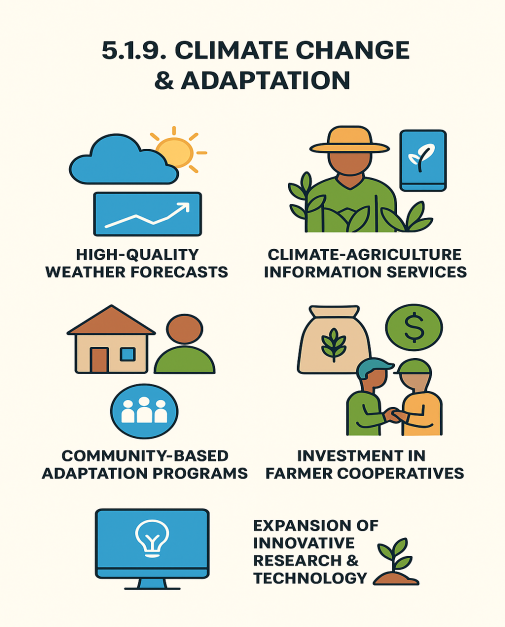 5.1.9. CLIMATE CHANGE
& ADAPTATION
HIGH-QUALITY
WEATHER FORECASTS
CLIMATE-AGRICULTURE
INFORMATION SERVICES
$
COMMUNITY-BASED
ADAPTATION PROGRAMS
INVESTMENT IN
FARMER COOPERATIVES
EXPANSION OF
INNOVATIVE
RESEARCH &
TECHNOLOGY